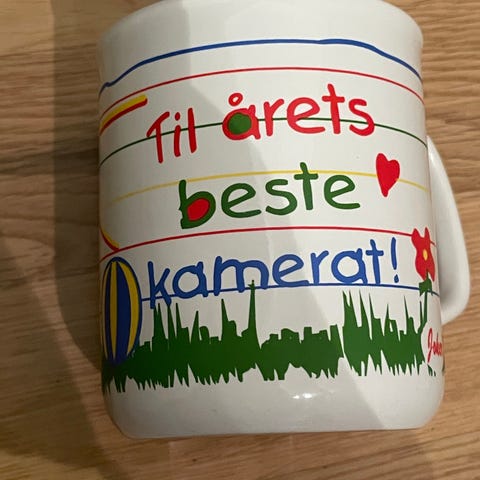 Til årets
beste
kamerat!